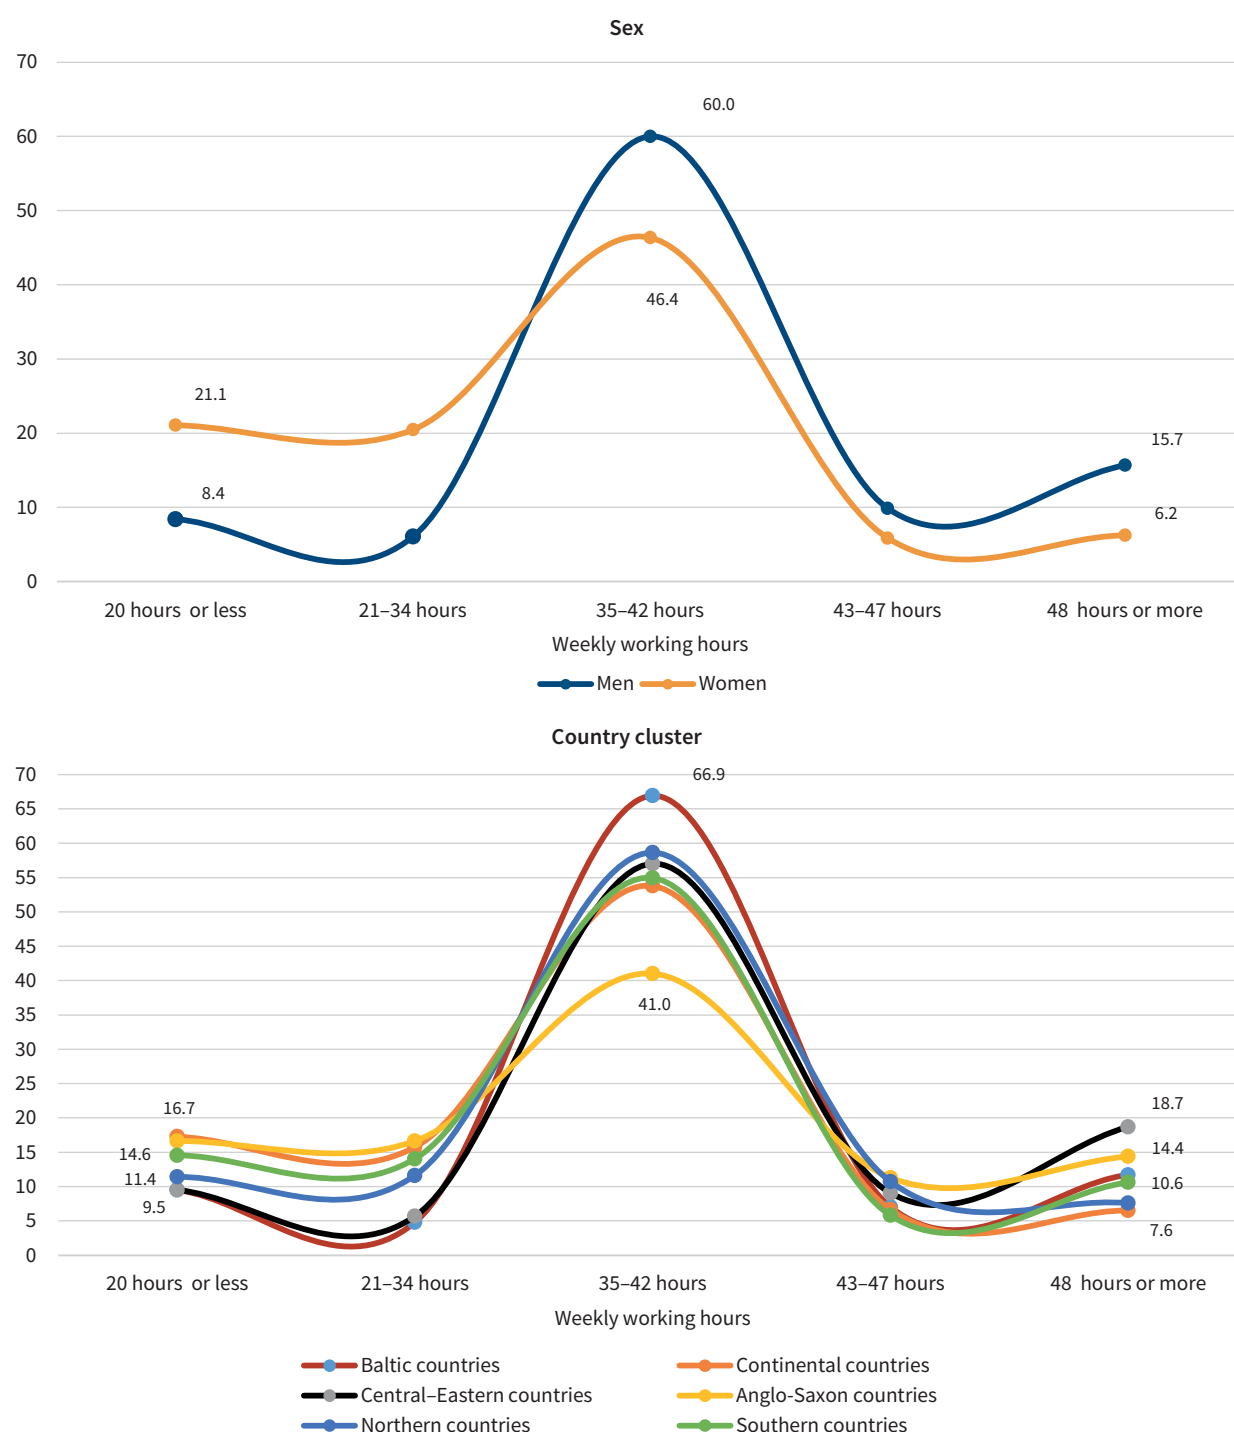 Sex
70
60.0
60
50
40
46.4
30
21.1
20
15.7
8.4
10
6.2
0
20 hours or less
21–34 hours
35–42 hours
43–47 hours
48 hours or more
Weekly working hours
Men
Women
Country cluster
70
66.9
65
60
55
50
45
40
41.0
35
30
25
20
16.7
18.7
15
14.6
14.4
11.4
10
10.6
9.5
5
7.6
0
20 hours or less
21–34 hours
35–42 hours
43–47 hours
48 hours or more
Weekly working hours
Baltic countries
Continental countries
Central–Eastern countries
Anglo-Saxon countries
Northern countries
Southern countries